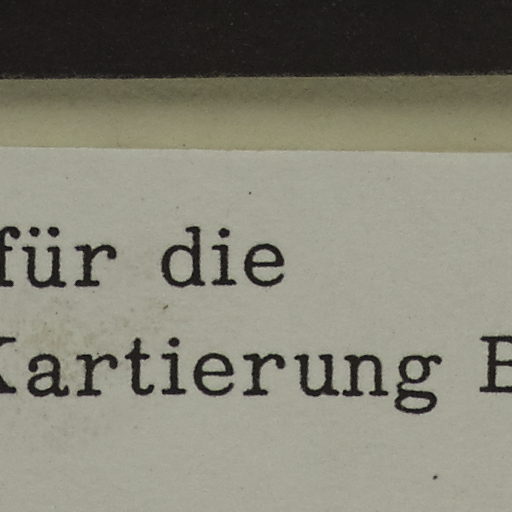 für die
Kartierung B